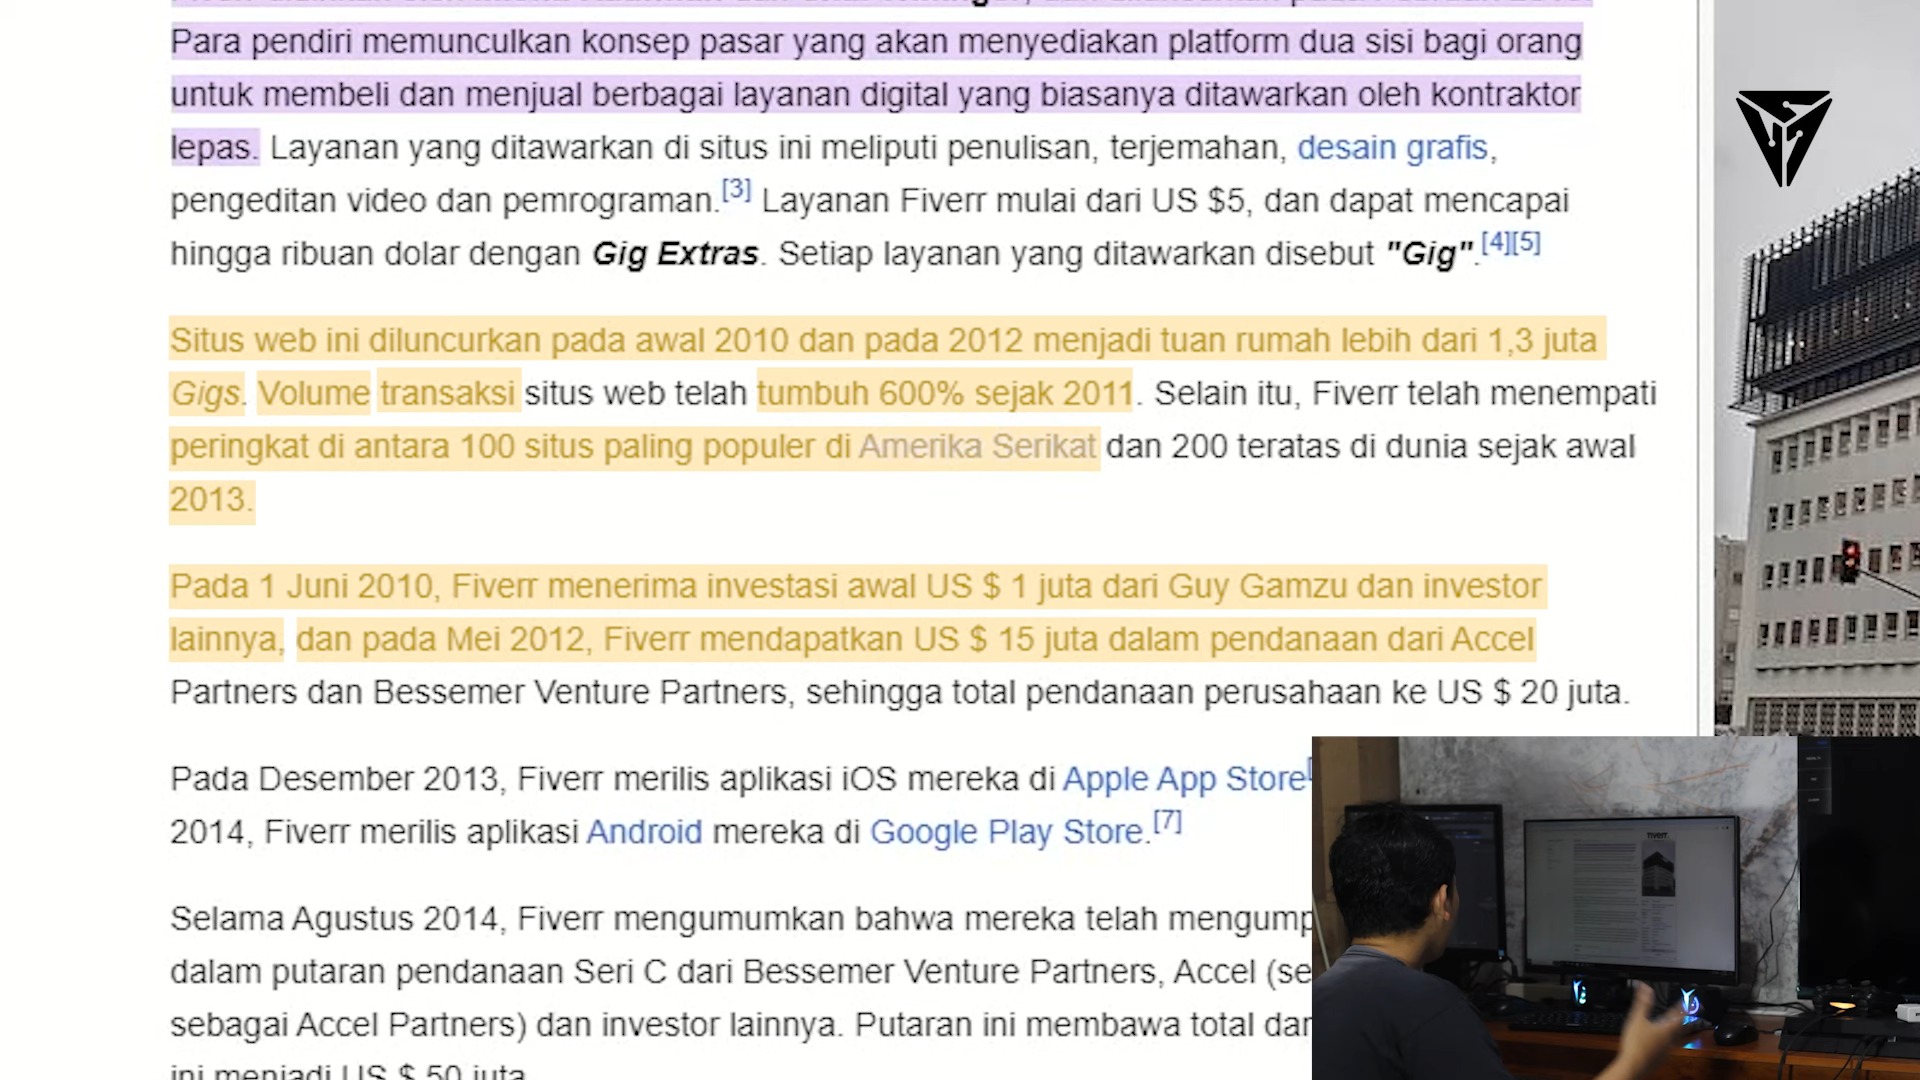 Para pendiri memunculkan konsep pasar yang akan menyediakan platform dua sisi bagi orang
untuk membeli dan menjual berbagai layanan digital yang biasanya ditawarkan oleh kontraktor
lepas. Layanan yang ditawarkan di situs ini meliputi penulisan, terjemahan, desain grafis,
pengeditan video dan pemrograman.[3] Layanan Fiverr mulai dari US $5, dan dapat mencapai
hingga ribuan dolar dengan Gig Extras. Setiap layanan yang ditawarkan disebut "Gig".[4][5]
Situs web ini diluncurkan pada awal 2010 dan pada 2012 menjadi tuan rumah lebih dari 1,3 juta
Gigs. Volume transaksi situs web telah tumbuh 600% sejak 2011. Selain itu, Fiverr telah menempati
peringkat di antara 100 situs paling populer di Amerika Serikat dan 200 teratas di dunia sejak awal
2013.
Pada 1 Juni 2010, Fiverr menerima investasi awal US $ 1 juta dari Guy Gamzu dan investor
lainnya, dan pada Mei 2012, Fiverr mendapatkan US $ 15 juta dalam pendanaan dari Accel
Partners dan Bessemer Venture Partners, sehingga total pendanaan perusahaan ke US $ 20 juta.
Pada Desember 2013, Fiverr merilis aplikasi iOS mereka di Apple App Store[
2014, Fiverr merilis aplikasi Android mereka di Google Play Store.[7]
Selama Agustus 2014, Fiverr mengumumkan bahwa mereka telah mengump
dalam putaran pendanaan Seri C dari Bessemer Venture Partners, Accel (se
sebagai Accel Partners) dan investor lainnya. Putaran ini membawa total dar
ini menjadi US $ 50 juta.
fiverr